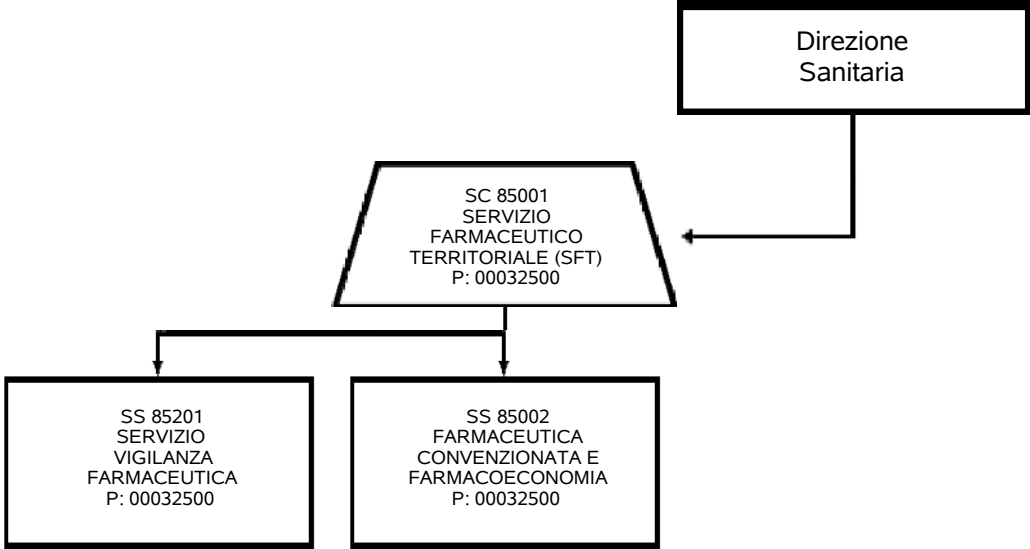 Direzione
Sanitaria
SC 85001
SERVIZIO
FARMACEUTICO
TERRITORIALE (SFT)
P: 00032500
SS 85201
SERVIZIO
VIGILANZA
FARMACEUTICA
P: 00032500
SS 85002
FARMACEUTICA
CONVENZIONATA E
FARMACOECONOMIA
P: 00032500